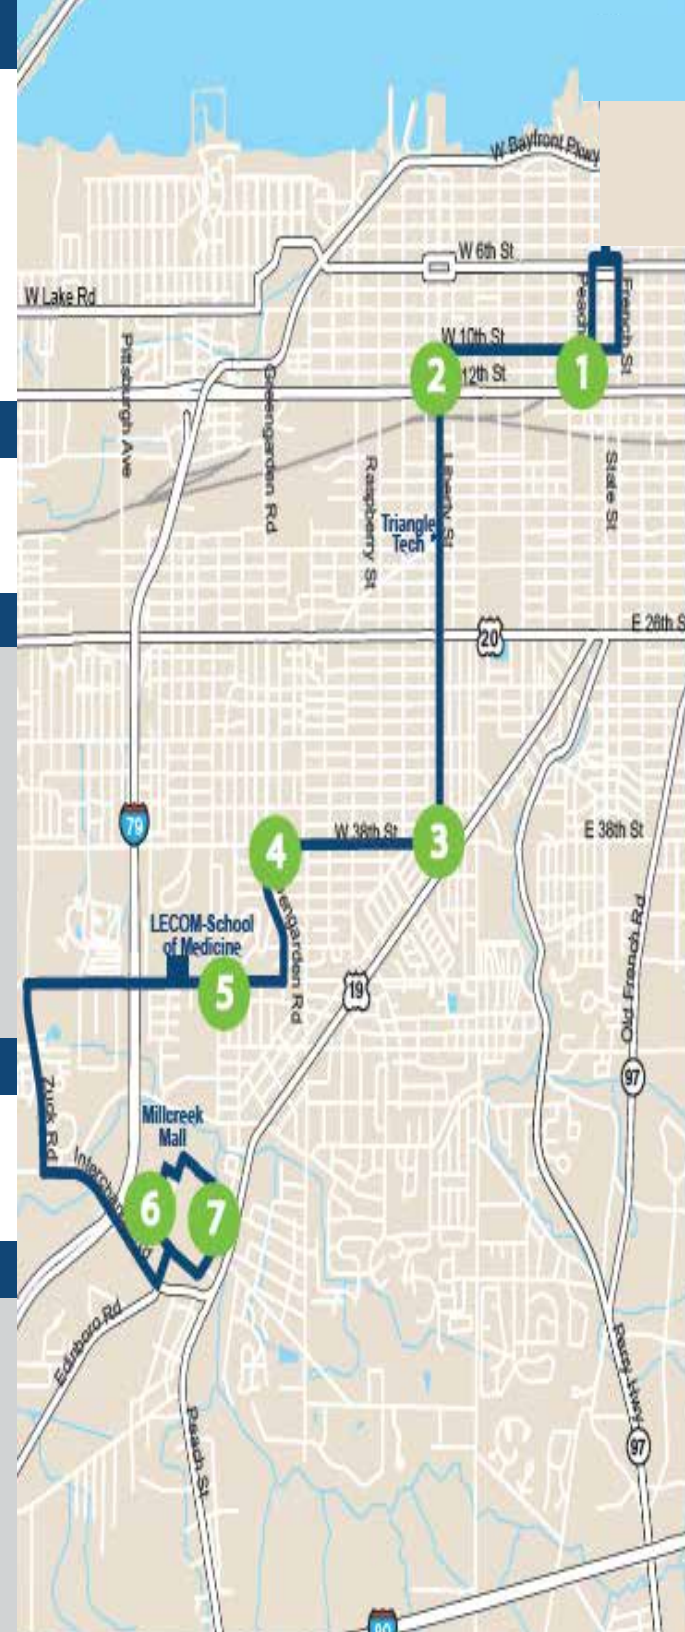 W Bayfront Pkwy
W 6th St
W Lake Rd
Peach
French St
W 10th St
12th St
1
2
Pittsburgh Ave
Greengarden Rd
Raspberry St
Liberty St
State St
Triangle
Tech
E 26th S
20
79
W 38th St
3
4
E 38th St
LECOM-School
of Medicine
engarden Rd
5
19
Old French Rd
97
Zuck Rd
Millcreek
Mall
6
7
Edinboro Rd
Perry Hwy
Peach St
97